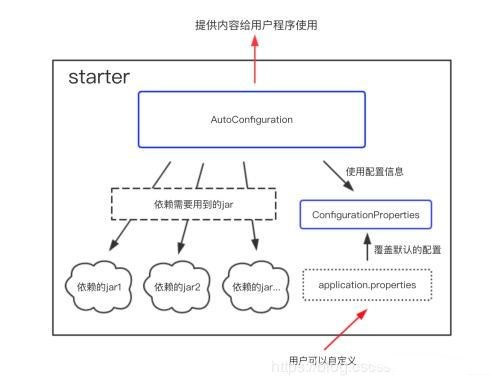 提供内容给用户程序使用
starter
AutoConfiguration
使用配置信息
依赖需要用到的jar
ConfigurationProperties
覆盖默认的配置
依赖的jar1
依赖的jar2
依赖的jar...
application.properties
用户可以自定义
https://blog.cs